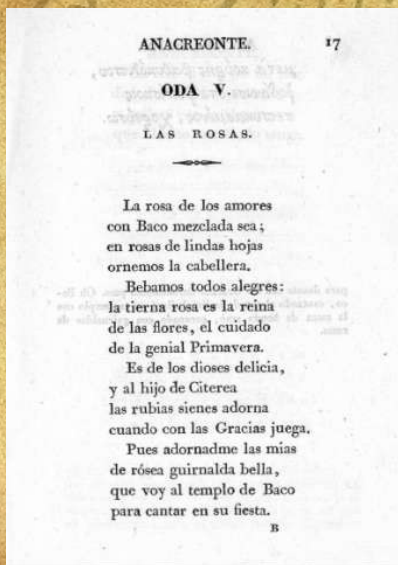 ANACREONTE. 17
ODA V.
LAS ROSAS.
La rosa de los amores
con Baco mezclada sea;
en rosas de lindas hojas
ornemos la cabellera.
Bebamos todos alegres:
la tierna rosa es la reina
de las flores, el cuidado
de la genial Primavera.
Es de los dioses delicia,
y al hijo de Citerea
las rubias sienes adorna
cuando con las Gracias juega.
Pues adornadme las mias
de rósea guirnalda bella,
que voy al templo de Baco
para cantar en su fiesta.
B